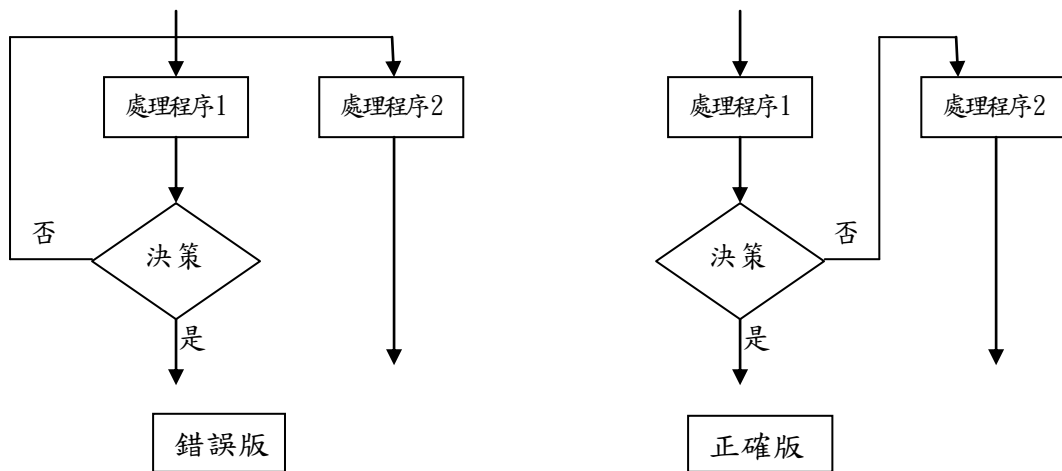 處理程序1
處理程序2
否
決策
是
錯誤版
處理程序1
處理程序2
否
決策
是
正確版